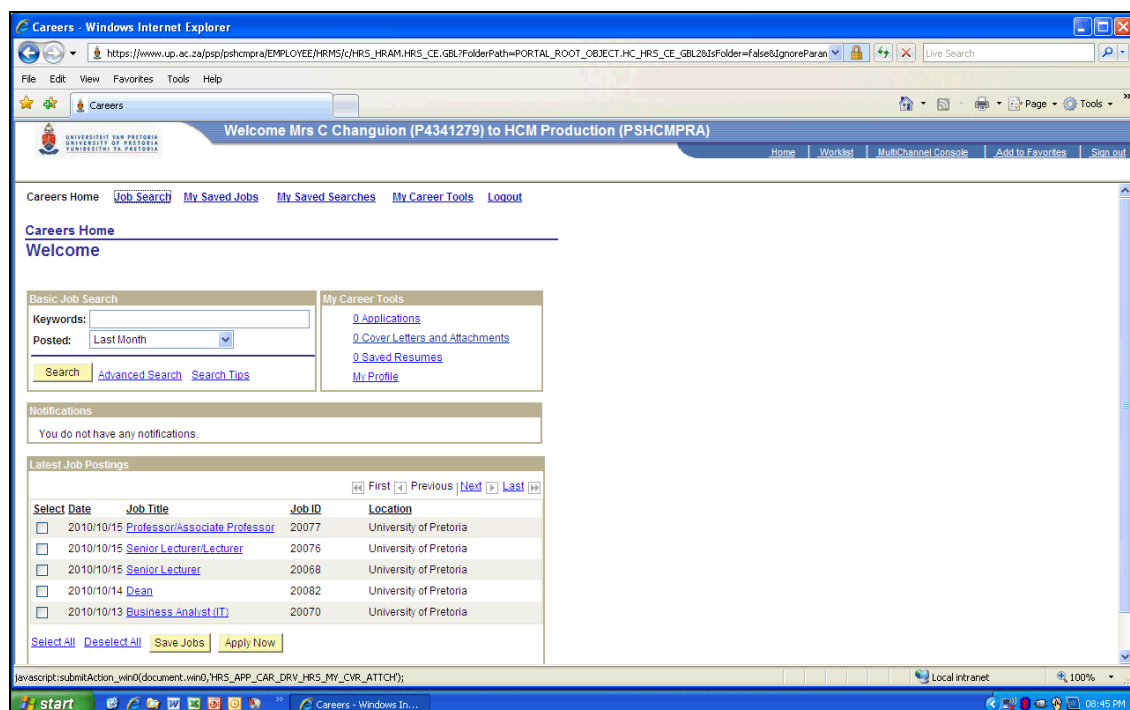 Careers - Windows Internet Explorer
https://www.up.ac.za/psp/pshcmpra/EMPLOYEE/HRMS/c/HRS_HRAM.HRS_CE.GBL?FolderPath=PORTAL_ROOT_OBJECT.HC_HRS_CE_GBL2&IsFolder=false&IgnoreParan
Live Search
File Edit View Favorites Tools Help
Careers
Page Tools
UNIVERSITEIT VAN PRETORIA
UNIVERSITY OF PRETORIA
YUNIBESITHI YA PRETORIA
Welcome Mrs C Changuion (P4341279) to HCM Production (PSHCMPRA)
Home Worklist MultiChannel Console Add to Favorites Sign out
Careers Home Job Search My Saved Jobs My Saved Searches My Career Tools Logout
Careers Home
Welcome
Basic Job Search
Keywords:
Posted: Last Month
Search Advanced Search Search Tips
My Career Tools
0 Applications
0 Cover Letters and Attachments
0 Saved Resumes
My Profile
Notifications
You do not have any notifications.
Latest Job Postings
First Previous | Next Last
Select Date Job Title Job ID Location
2010/10/15 Professor/Associate Professor 20077 University of Pretoria
2010/10/15 Senior Lecturer/Lecturer 20076 University of Pretoria
2010/10/15 Senior Lecturer 20068 University of Pretoria
2010/10/14 Dean 20082 University of Pretoria
2010/10/13 Business Analyst (IT) 20070 University of Pretoria
Select All Deselect All Save Jobs Apply Now
javascript:submitAction_win0(document.win0,'HRS_APP_CAR_DRV_HRS_MY_CVR_ATTCH');
Local intranet 100%
start Careers - Windows In... 08:45 PM